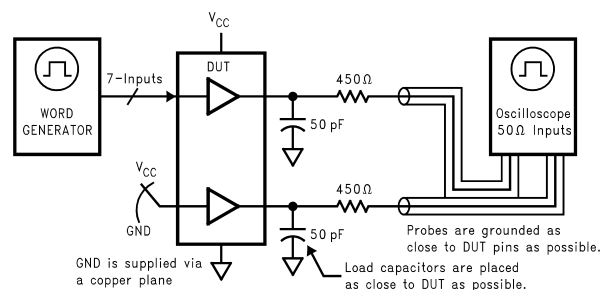 V_CC
DUT
7-Inputs
450Ω
WORD
GENERATOR
50 pF
Oscilloscope
50Ω Inputs
V_CC
450Ω
GND
50 pF
Probes are grounded as
close to DUT pins as possible.
GND is supplied via
a copper plane
Load capacitors are placed
as close to DUT as possible.